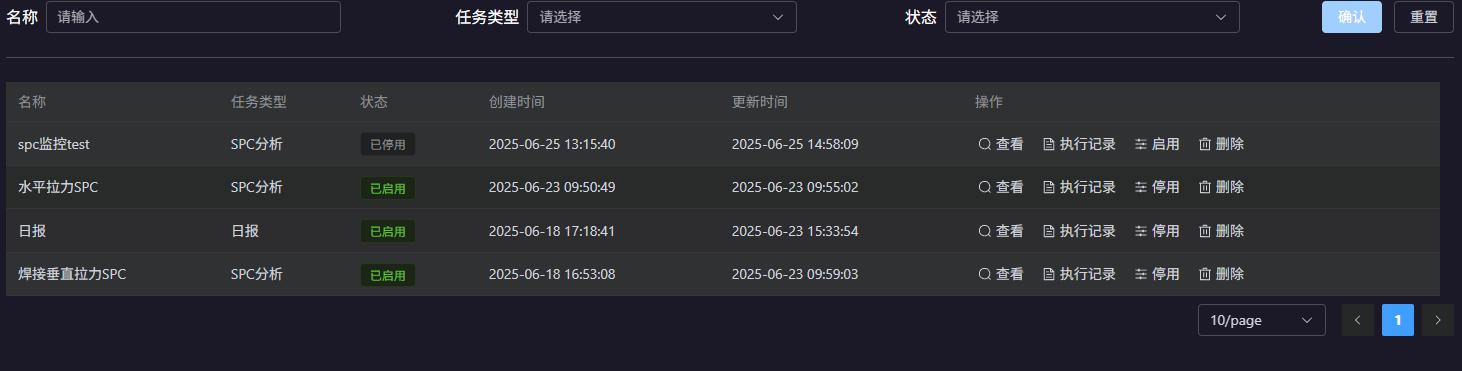 名称 请输入 任务类型 请选择 状态 请选择 确认 重置
名称 任务类型 状态 创建时间 更新时间 操作
spc监控test SPC分析 已停用 2025-06-25 13:15:40 2025-06-25 14:58:09 查看 执行记录 启用 删除
水平拉力SPC SPC分析 已启用 2025-06-23 09:50:49 2025-06-23 09:55:02 查看 执行记录 停用 删除
日报 日报 已启用 2025-06-18 17:18:41 2025-06-23 15:33:54 查看 执行记录 停用 删除
焊接垂直拉力SPC SPC分析 已启用 2025-06-18 16:53:08 2025-06-23 09:59:03 查看 执行记录 停用 删除
10/page 1